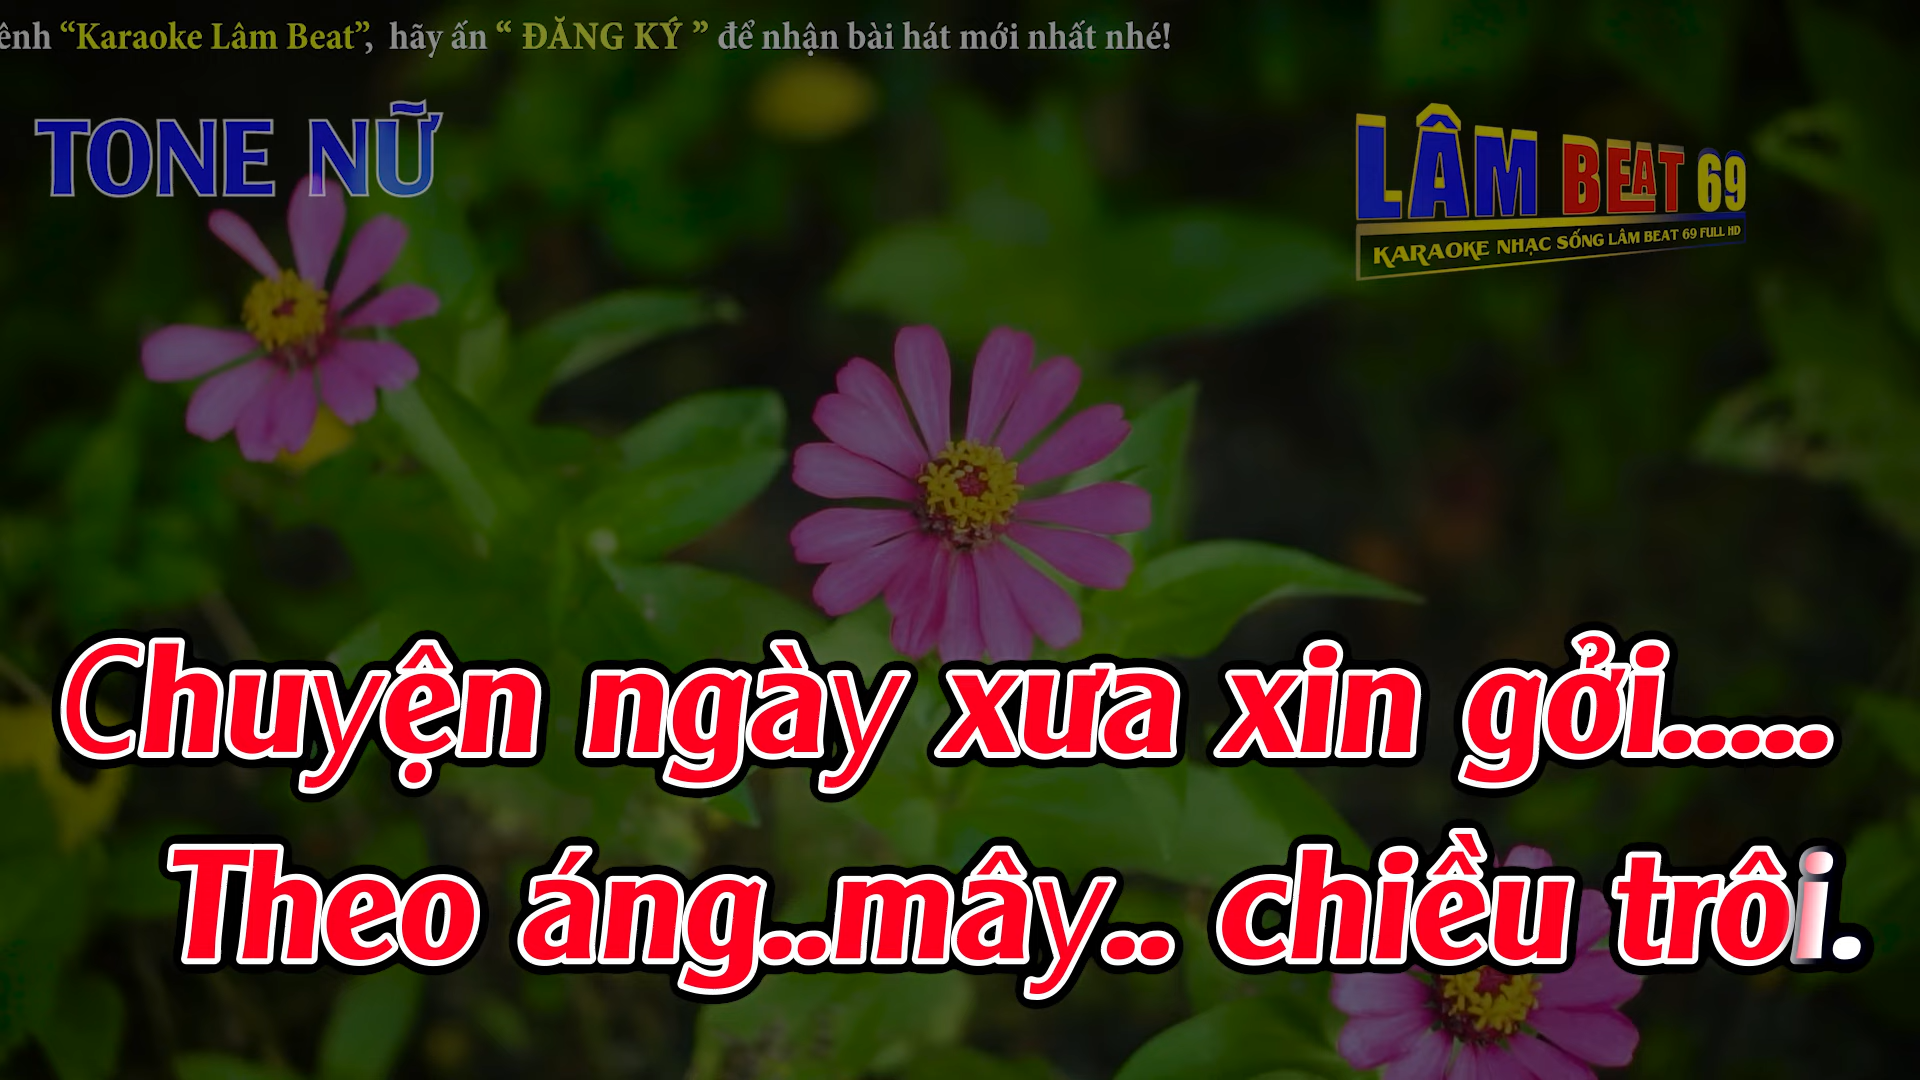 ênh “Karaoke Lâm Beat”, hãy ấn “ ĐĂNG KÝ ” để nhận bài hát mới nhất nhé!
TONE NỮ
LÂM BEAT 69
KARAOKE NHẠC SỐNG LÂM BEAT 69 FULL HD
Chuyện ngày xưa xin gởi.....
Theo áng..mây.. chiều trôi.